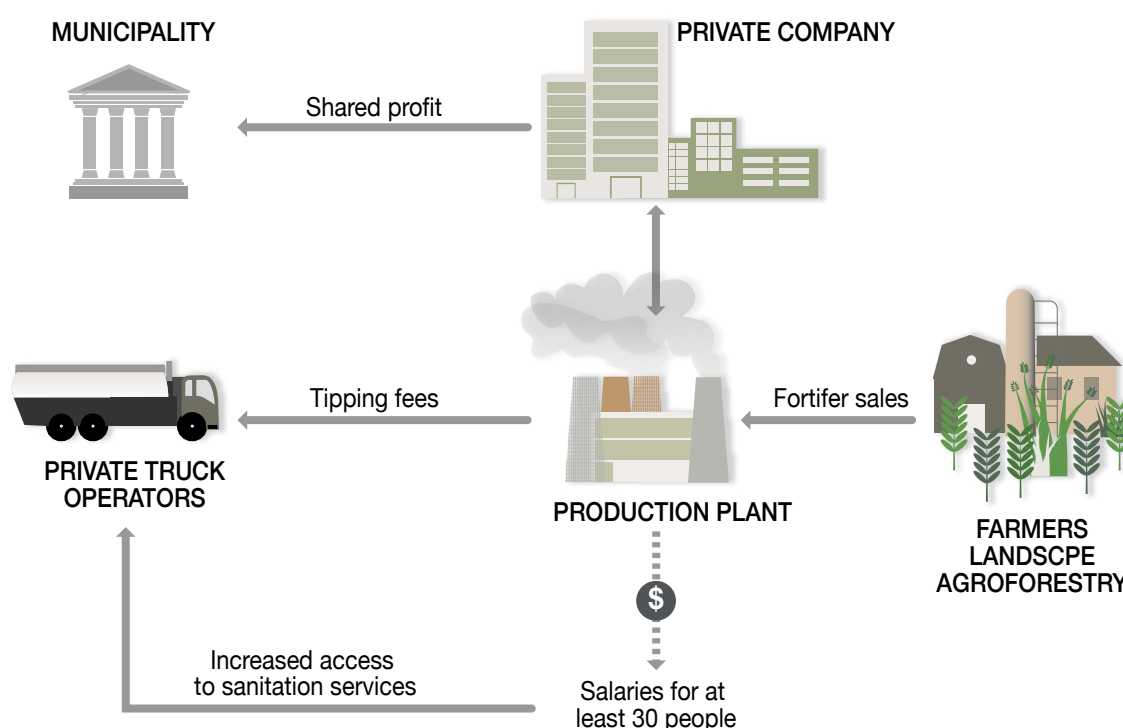 MUNICIPALITY
PRIVATE COMPANY
Shared profit
Tipping fees
Fortifer sales
PRIVATE TRUCK
OPERATORS
PRODUCTION PLANT
FARMERS
LANDSCPE
AGROFORESTRY
$
Increased access
to sanitation services
Salaries for at
least 30 people